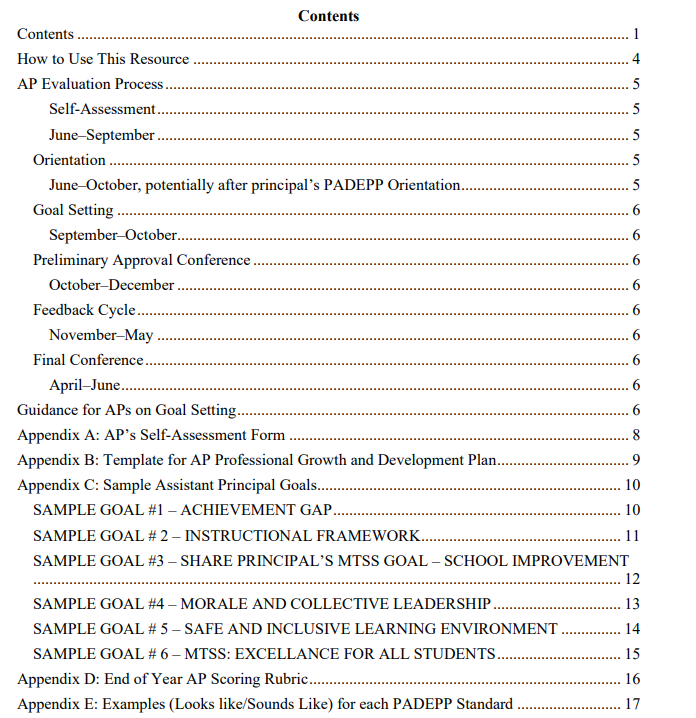 Contents
Contents ........ 1
How to Use This Resource ........ 4
AP Evaluation Process ........ 5
Self-Assessment ........ 5
June–September ........ 5
Orientation ........ 5
June–October, potentially after principal’s PADEPP Orientation ........ 5
Goal Setting ........ 6
September–October ........ 6
Preliminary Approval Conference ........ 6
October–December ........ 6
Feedback Cycle ........ 6
November–May ........ 6
Final Conference ........ 6
April–June ........ 6
Guidance for APs on Goal Setting ........ 6
Appendix A: AP’s Self-Assessment Form ........ 8
Appendix B: Template for AP Professional Growth and Development Plan ........ 9
Appendix C: Sample Assistant Principal Goals ........ 10
SAMPLE GOAL #1 – ACHIEVEMENT GAP ........ 10
SAMPLE GOAL # 2 – INSTRUCTIONAL FRAMEWORK ........ 11
SAMPLE GOAL #3 – SHARE PRINCIPAL’S MTSS GOAL – SCHOOL IMPROVEMENT
........ 12
SAMPLE GOAL #4 – MORALE AND COLLECTIVE LEADERSHIP ........ 13
SAMPLE GOAL # 5 – SAFE AND INCLUSIVE LEARNING ENVIRONMENT ........ 14
SAMPLE GOAL # 6 – MTSS: EXCELLANCE FOR ALL STUDENTS ........ 15
Appendix D: End of Year AP Scoring Rubric ........ 16
Appendix E: Examples (Looks like/Sounds Like) for each PADEPP Standard ........ 17